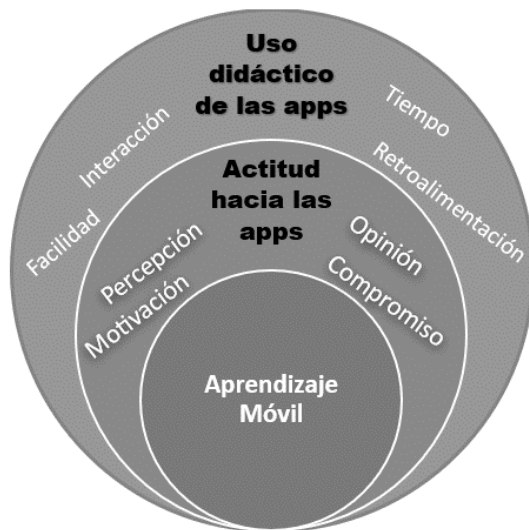 Uso
didáctico
de las apps
Interacción
Facilidad
Tiempo
Retroalimentación
Actitud
hacia las
apps
Percepción
Motivación
Opinión
Compromiso
Aprendizaje
Móvil